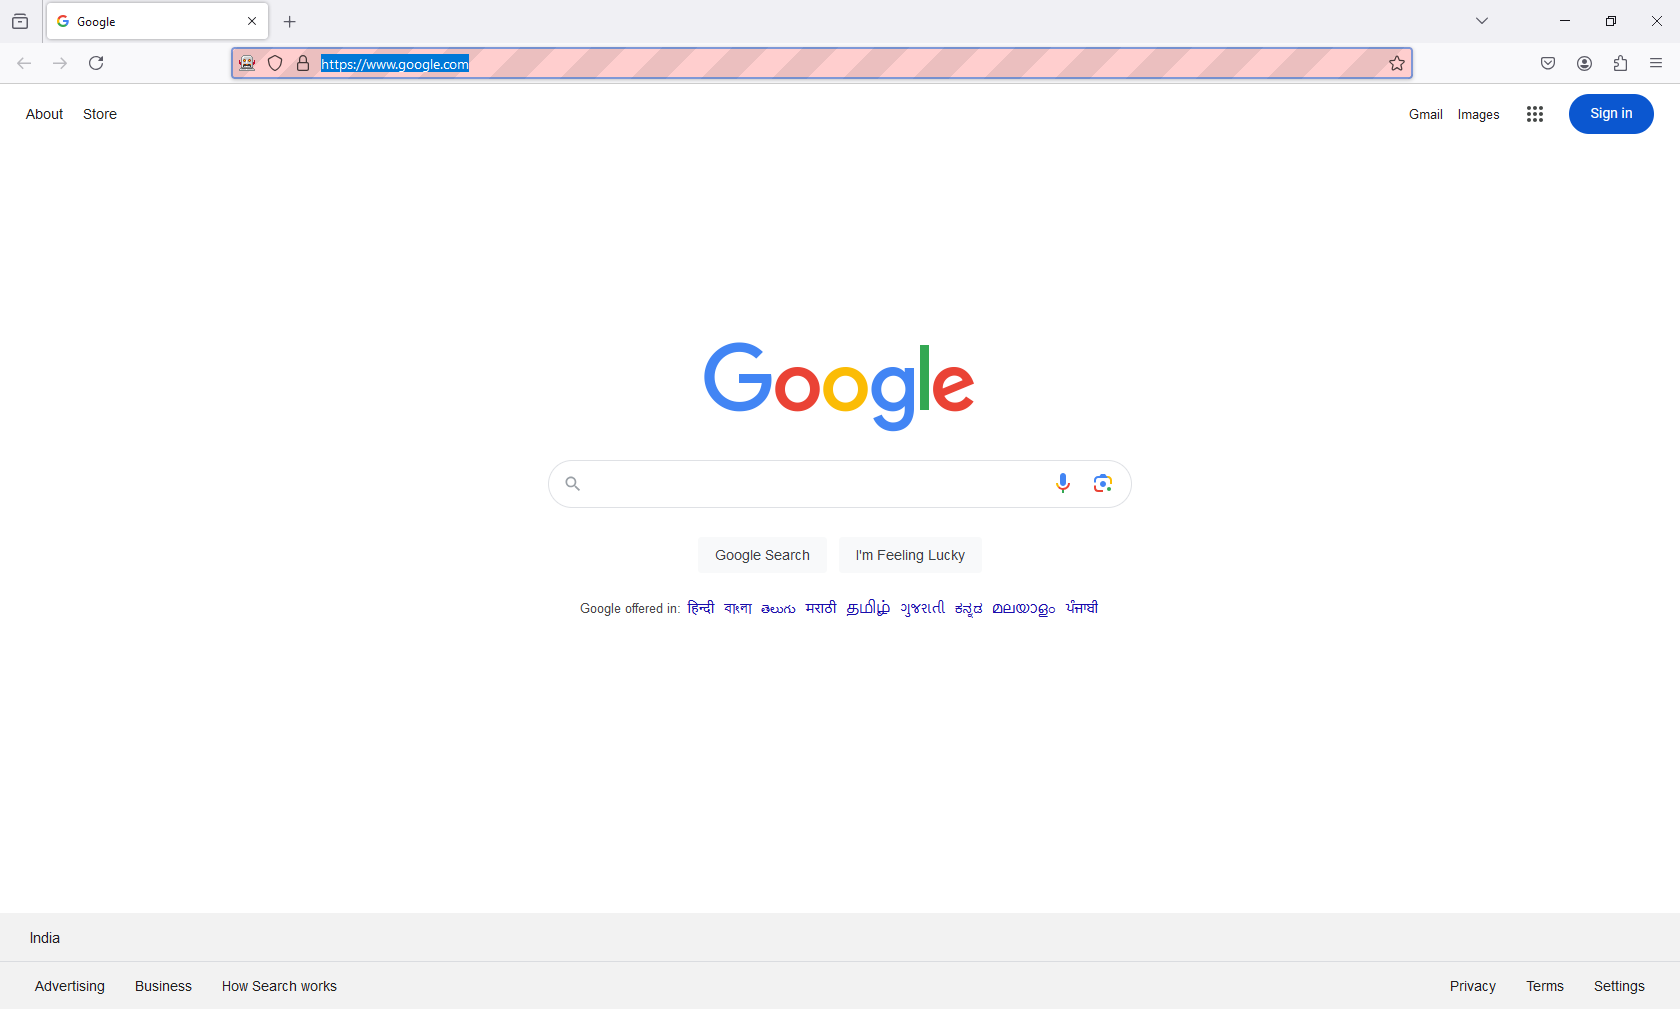 Google
https://www.google.com
About Store Gmail Images Sign in
Google
Google Search I'm Feeling Lucky
Google offered in: हिन्दी বাংলা తెలుగు मराठी தமிழ் ગુજરાતી ಕನ್ನಡ മലയാളം ਪੰਜਾਬੀ
India
Advertising Business How Search works Privacy Terms Settings